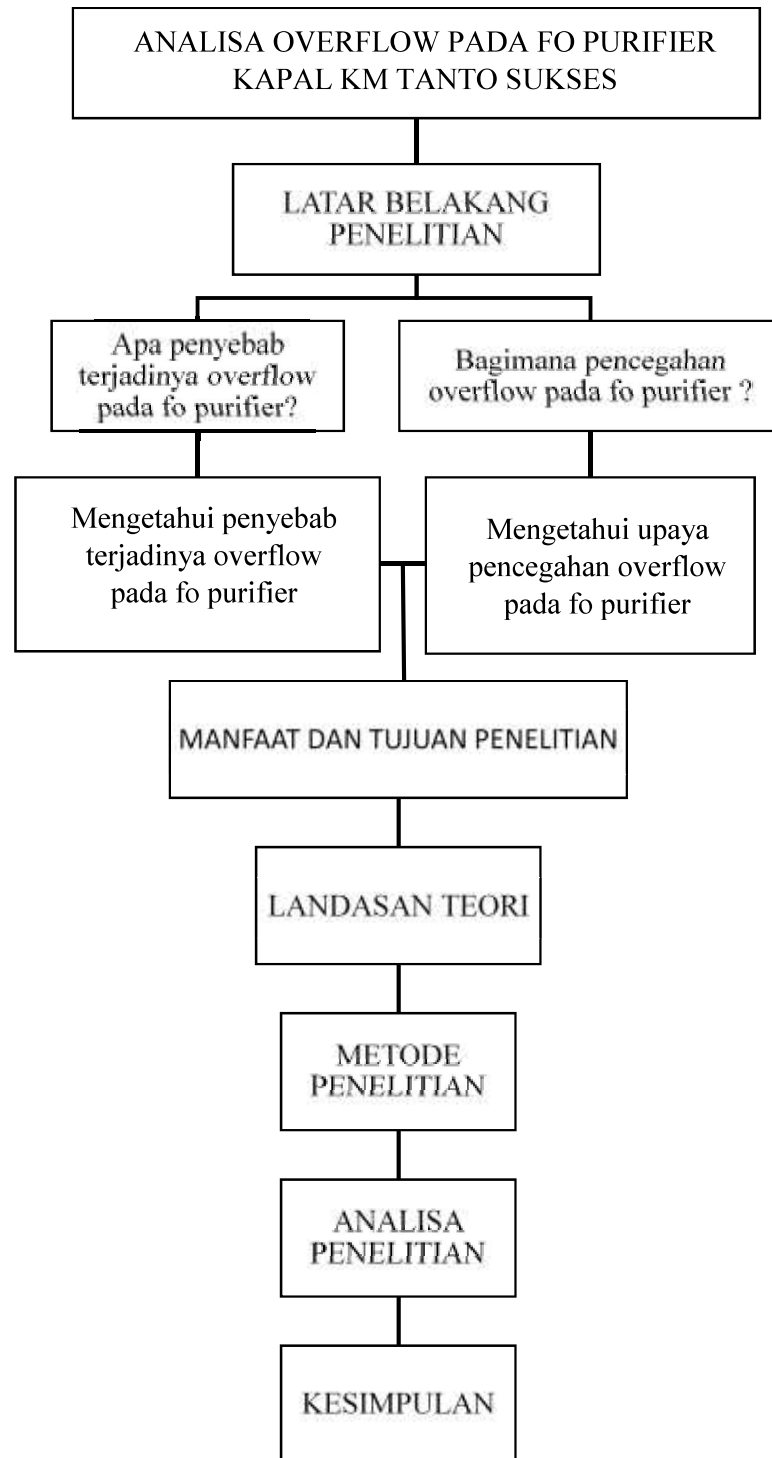 ANALISA OVERFLOW PADA FO PURIFIER
KAPAL KM TANTO SUKSES
LATAR BELAKANG
PENELITIAN
Apa penyebab
terjadinya overflow
pada fo purifier?
Bagimana pencegahan
overflow pada fo purifier ?
Mengetahui penyebab
terjadinya overflow
pada fo purifier
Mengetahui upaya
pencegahan overflow
pada fo purifier
MANFAAT DAN TUJUAN PENELITIAN
LANDASAN TEORI
METODE
PENELITIAN
ANALISA
PENELITIAN
KESIMPULAN